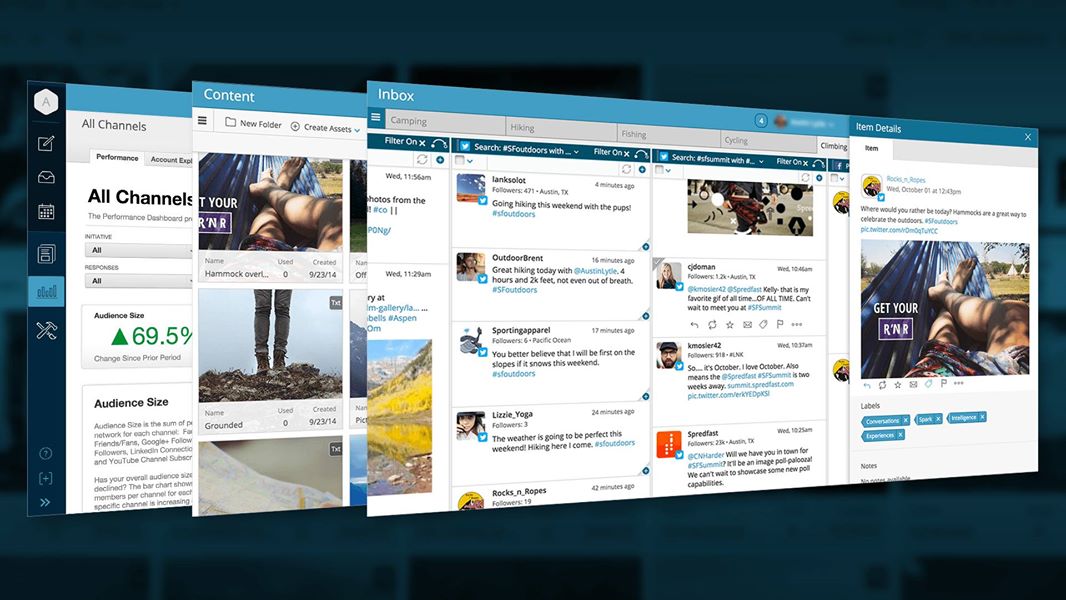 A
All Channels
Performance
Account Expl
All Channels
The Performance Dashboard pro
INITIATIVE
All
RESPONSES
All
Audience Size
▲69.5%
Change Since Prior Period
Audience Size
Audience Size is the sum of pe
network for each channel: Fac
Friends/Fans, Google+ Follow
Followers, LinkedIn Connectio
and YouTube Channel Subscr
Has your overall audience size
declined? The bar chart shows
members per channel for each
specific channel is increasing o
Content
New Folder
Create Assets
T YOUR
R'N'R
Name Used Created
Hammock overl... 0 9/23/14
Off
Txt
Name Used Created
Grounded 0 9/23/14
Pict
Txt
Inbox
4
Camping
Hiking
Fishing
Cycling
Climbing
Filter On X
Wed, 11:56am
photos from the
! #co ||
P0Ng/
Wed, 11:29am
ery at
lm-gallery/la...
bells #Aspen
Om
Search: #SFoutdoors with ...
Filter On X
lanksolot
4 minutes ago
Followers: 471 • Austin, TX
Going hiking this weekend with the pups!
#sfoutdoors
OutdoorBrent
16 minutes ago
Great hiking today with @AustinLytle. 4
hours and 2k feet, not even out of breath.
#SFoutdoors
Sportingapparel
17 minutes ago
Followers: 6 • Pacific Ocean
You better believe that I will be first on the
slopes if it snows this weekend.
#sfoutdoors
Lizzie_Yoga
24 minutes ago
Followers: 3
The weather is going to be perfect this
weekend! Hiking here I come. #sfoutdoors
Rocks_n_Ropes
42 minutes ago
Followers: 19
Search: #sfsummit with #...
Filter On X
cjdoman
Wed, 10:46am
Followers: 1.2k • Austin, TX
@kmosier42 @Spredfast Kelly- that is my
favorite gif of all time...OF ALL TIME. Can't
wait to meet you at #SFSummit
kmosier42
Wed, 10:37am
Followers: 918 • #LNK
So.... it's October. I love October. Also
means the @Spredfast #SFSummit is two
weeks away. summit.spredfast.com
pic.twitter.com/erkYEDpKSl
Spredfast
Wed, 10:25am
Followers: 23k • Austin, TX
@CNHarder Will we have you in town for
#SFSummit? It'll be an image poll-palooza!
We can't wait to showcase some new poll
capabilities.
Item Details
X
Item
Rocks_n_Ropes
Wed, October 01 at 12:43pm
Where would you rather be today? Hammocks are a great way to
celebrate the outdoors. #SFoutdoors
pic.twitter.com/rDmOqTuYCC
GET YOUR
R'N'R
Labels
Conversations X
Spark X
Intelligence X
Experiences X
Notes
No notes available